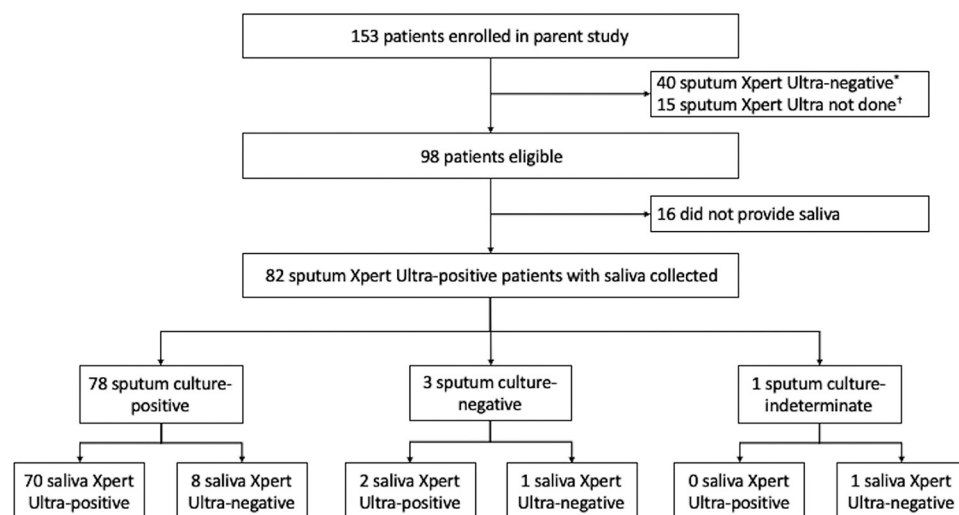 153 patients enrolled in parent study
40 sputum Xpert Ultra-negative*
15 sputum Xpert Ultra not done†
98 patients eligible
16 did not provide saliva
82 sputum Xpert Ultra-positive patients with saliva collected
78 sputum culture-
positive
3 sputum culture-
negative
1 sputum culture-
indeterminate
70 saliva Xpert
Ultra-positive
8 saliva Xpert
Ultra-negative
2 saliva Xpert
Ultra-positive
1 saliva Xpert
Ultra-negative
0 saliva Xpert
Ultra-positive
1 saliva Xpert
Ultra-negative